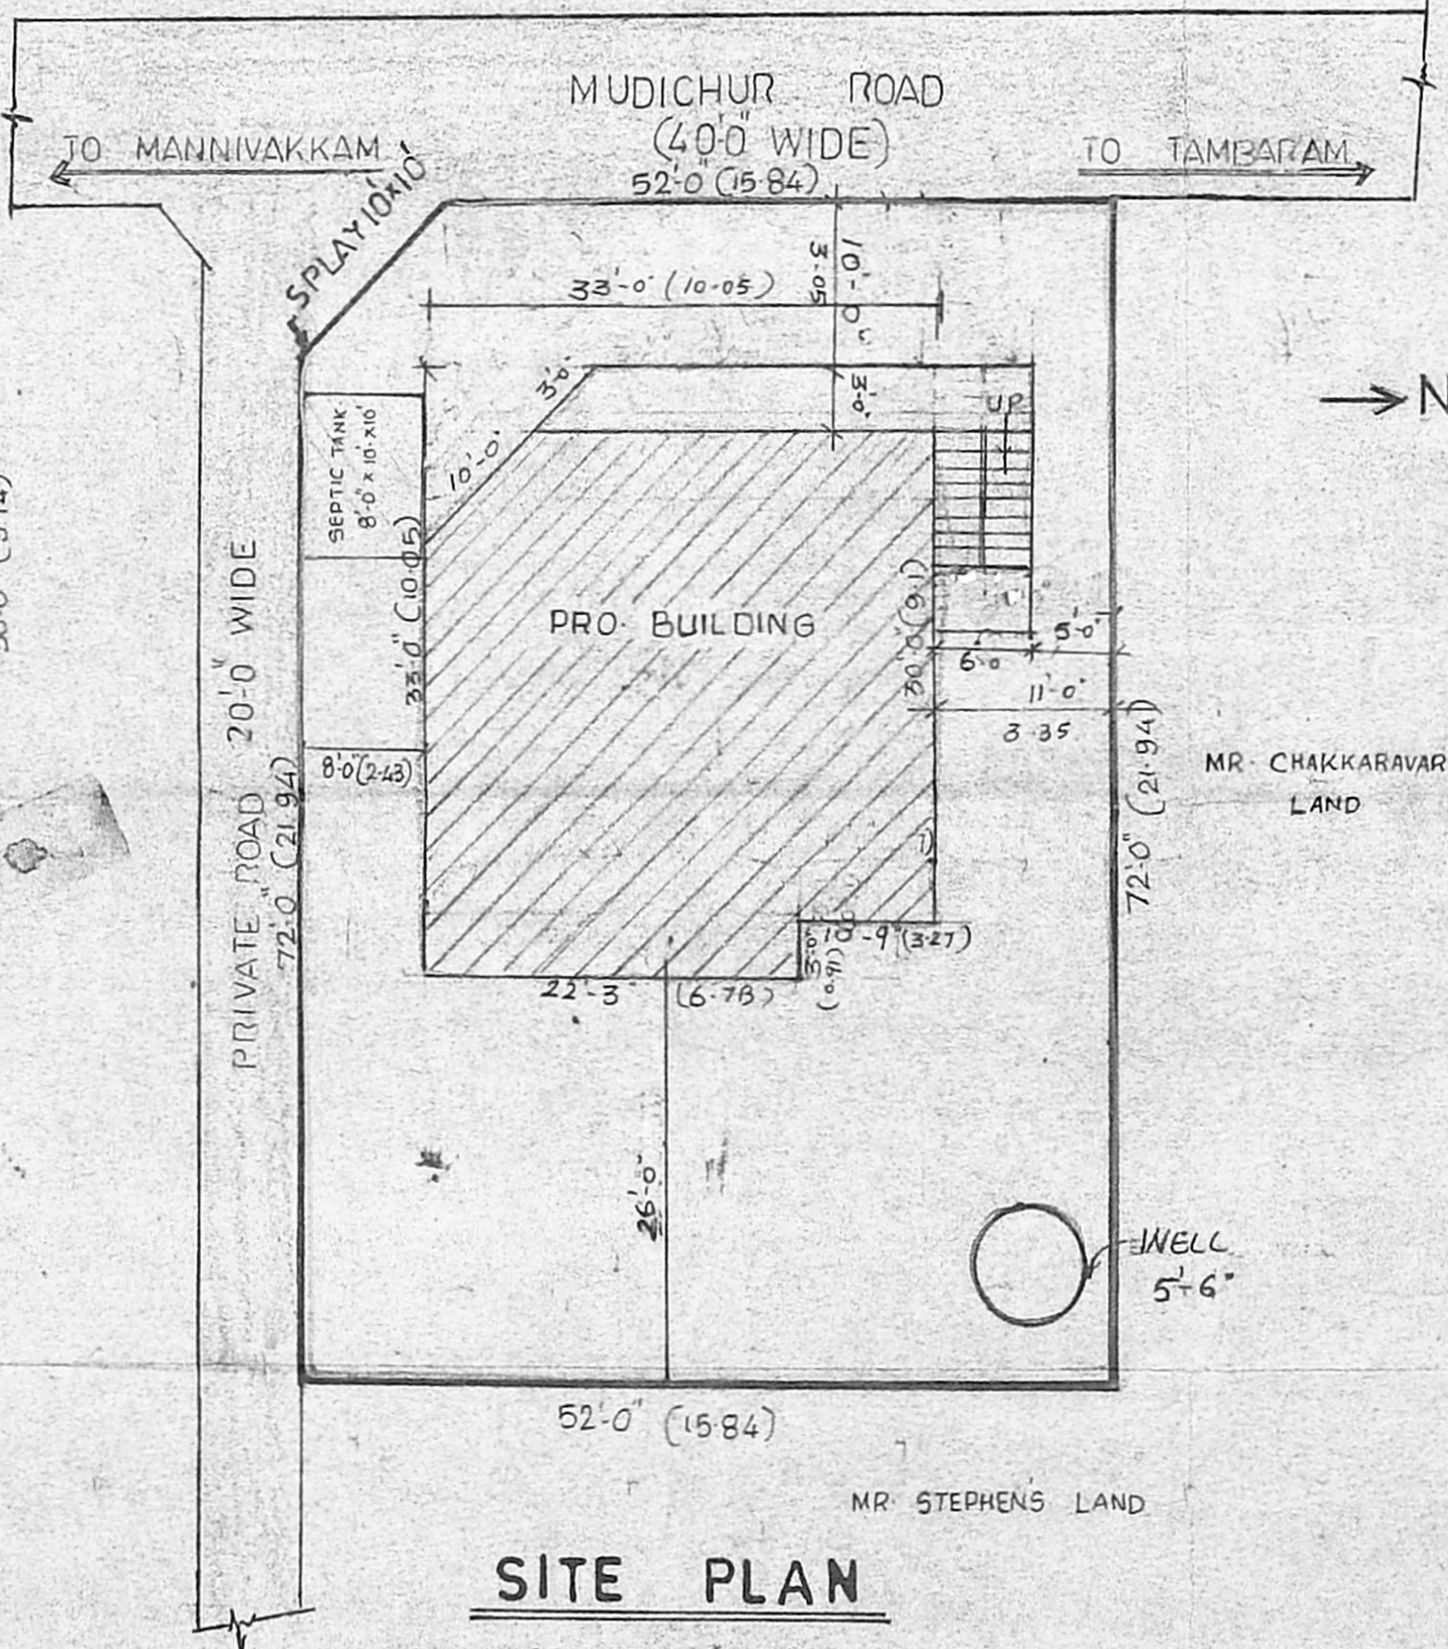 MUDICHUR ROAD
(40'-0" WIDE)
TO MANNIVAKKAM
TO TAMBARAM
52'-0" (15·84)
SPLAY 10'×10'
10'-0"
3·05
33'-0" (10·05)
3'-0"
3'-0"
10'-0"
UP
N
SEPTIC TANK
8'-0" × 10' × 10'
33'-0" (10·05)
PRO· BUILDING
30'-0" (9·1)
5'-0"
6'-0
11'-0"
3·35
PRIVATE ROAD 20'-0" WIDE
72'-0" (21·94)
8'-0" (2·43)
72'-0" (21·94)
MR· CHAKKARAVAR
LAND
10'-9" (3·27)
3'-0"
(0·91)
22'-3" (6·78)
26'-0"
WELL
5'-6"
52'-0" (15·84)
MR· STEPHEN'S LAND
SITE PLAN